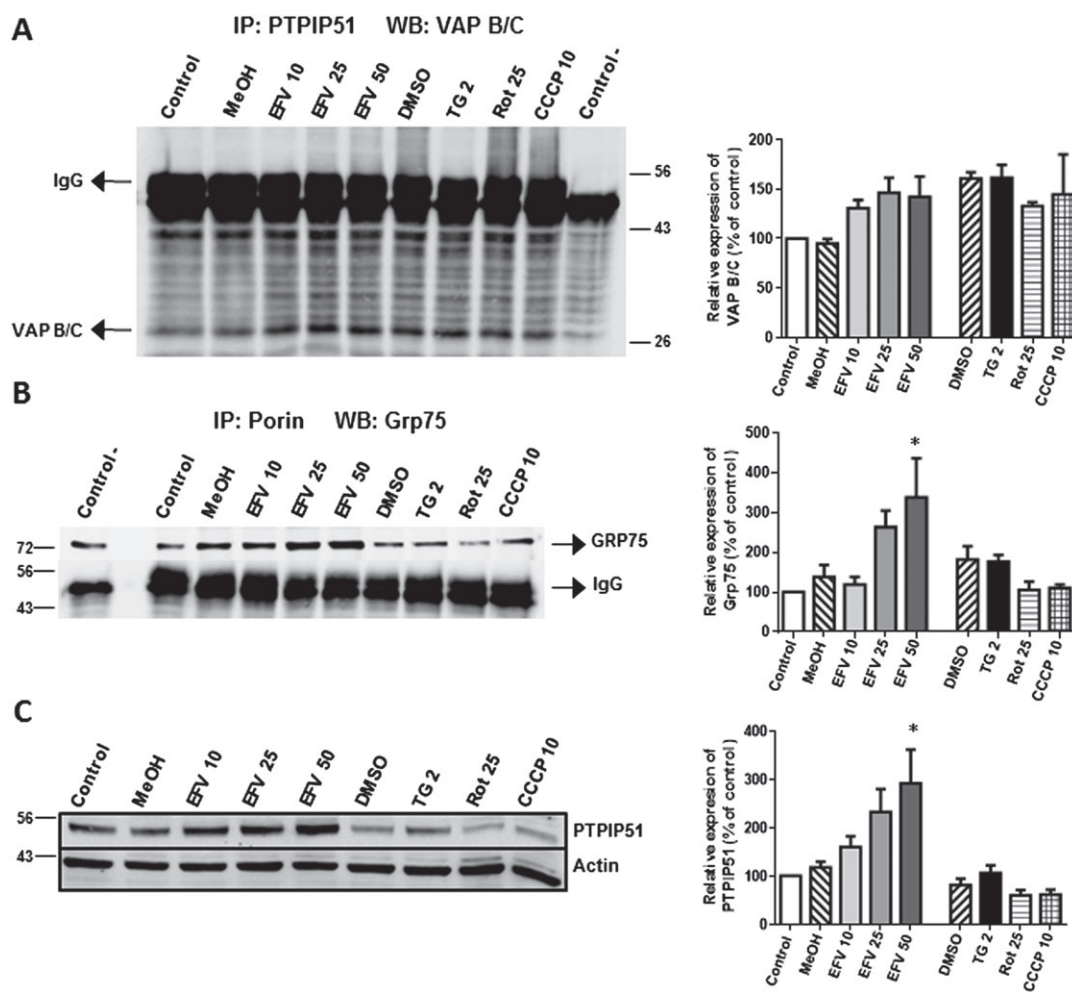 A
IP: PTPIP51 WB: VAP B/C
Control MeOH EFV 10 EFV 25 EFV 50 DMSO TG 2 Rot 25 CCCP 10 Control -
IgG
VAP B/C
56
43
26
Relative expression of
VAP B/C (% of control)
200
150
100
50
0
Control MeOH EFV 10 EFV 25 EFV 50 DMSO TG 2 Rot 25 CCCP 10
B
IP: Porin WB: Grp75
Control - Control MeOH EFV 10 EFV 25 EFV 50 DMSO TG 2 Rot 25 CCCP 10
72
56
43
GRP75
IgG
Relative expression of
Grp75 (% of control)
500
400
300
200
100
0
*
Control MeOH EFV 10 EFV 25 EFV 50 DMSO TG 2 Rot 25 CCCP 10
C
Control MeOH EFV 10 EFV 25 EFV 50 DMSO TG 2 Rot 25 CCCP 10
56
43
PTPIP51
Actin
Relative expresion of
PTPIP51 (% of control)
400
300
200
100
0
*
Control MeOH EFV 10 EFV 25 EFV 50 DMSO TG 2 Rot 25 CCCP 10